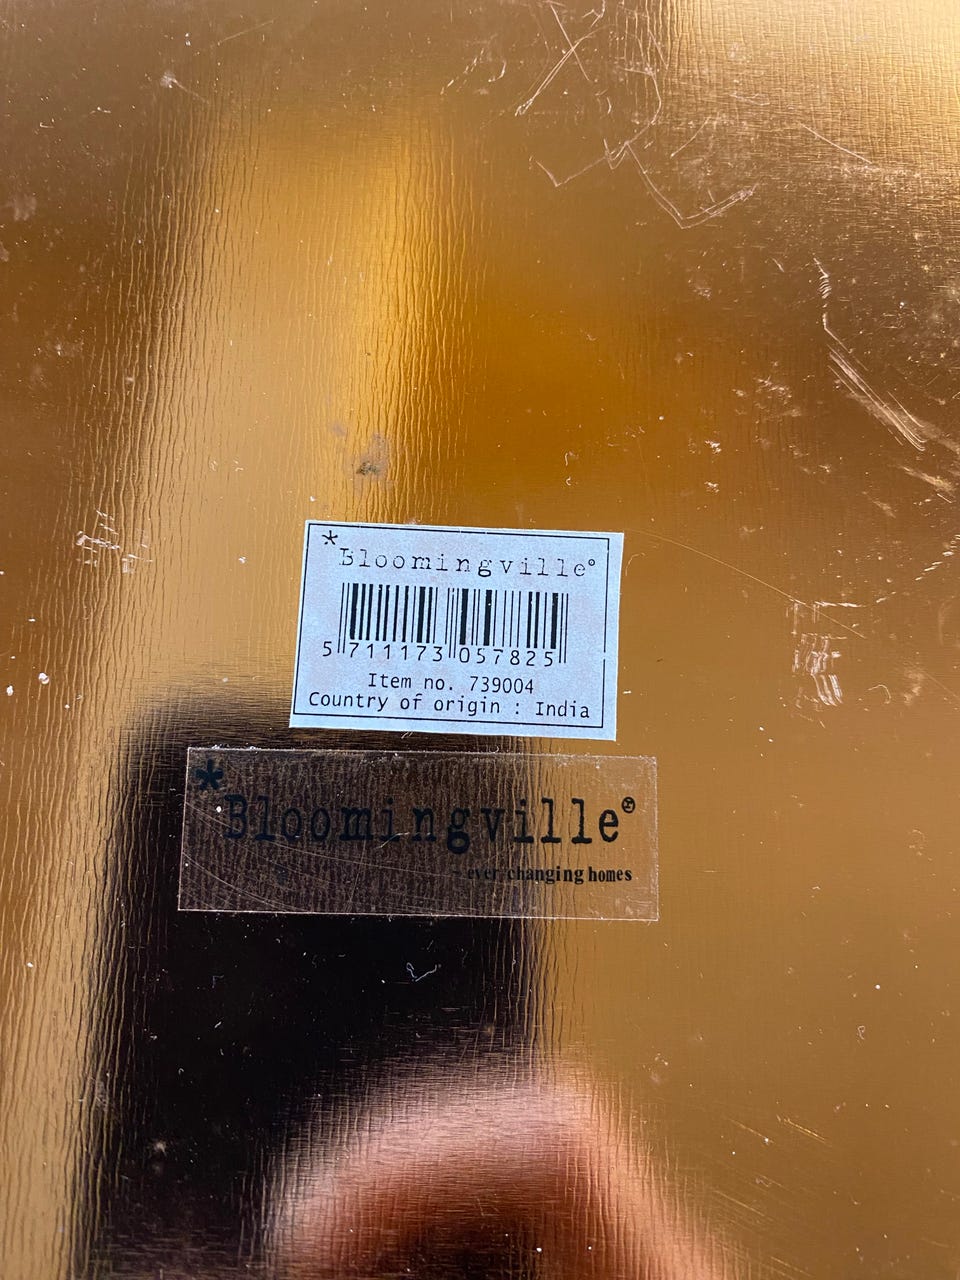 *Bloomingville®
5 711173 057825
Item no. 739004
Country of origin : India
*Bloomingville®
- ever changing homes